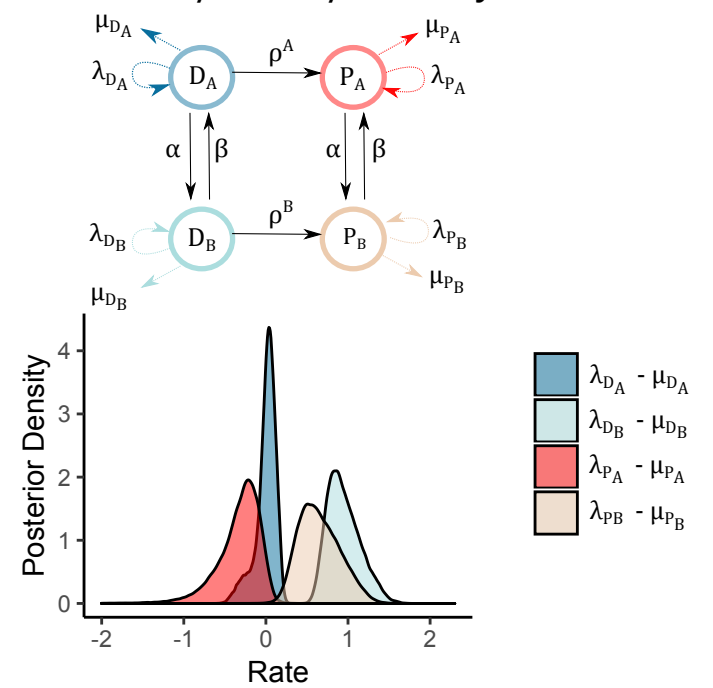 μ_{D_A}
μ_{P_A}
ρ^A
λ_{D_A}
D_A
P_A
λ_{P_A}
α
β
α
β
ρ^B
λ_{D_B}
D_B
P_B
λ_{P_B}
μ_{D_B}
μ_{P_B}
Posterior Density
4
3
2
1
0
-2
-1
0
1
2
Rate
λ_{D_A} - μ_{D_A}
λ_{D_B} - μ_{D_B}
λ_{P_A} - μ_{P_A}
λ_{PB} - μ_{P_B}